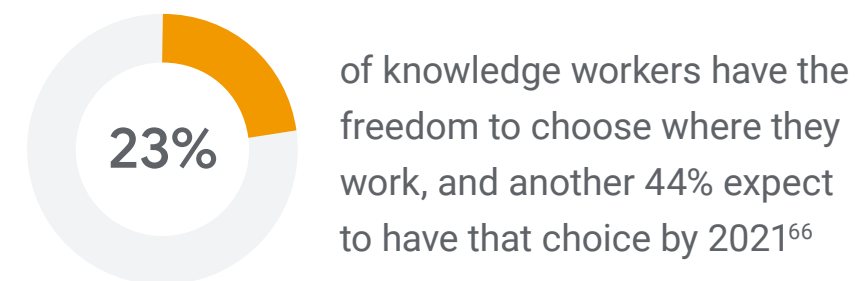 23%
of knowledge workers have the
freedom to choose where they
work, and another 44% expect
to have that choice by 2021⁶⁶